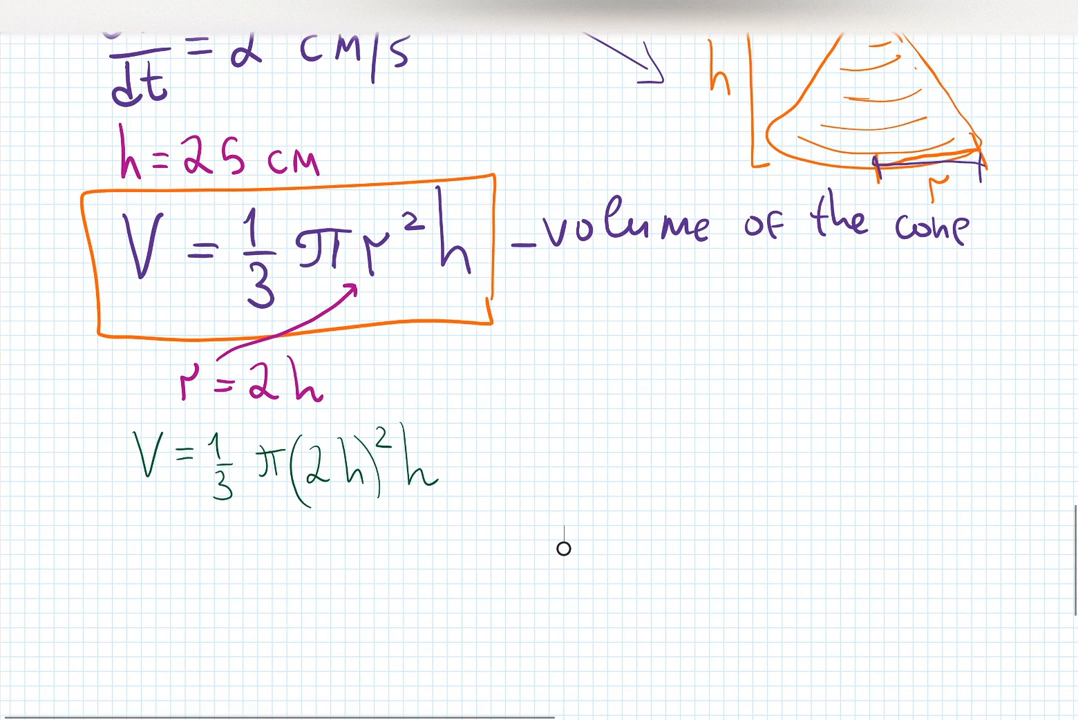 dt = 2 cm/s
h
h = 25 cm
r
V = 1/3 πr²h - volume of the cone
r = 2h
V = 1/3 π(2h)²h